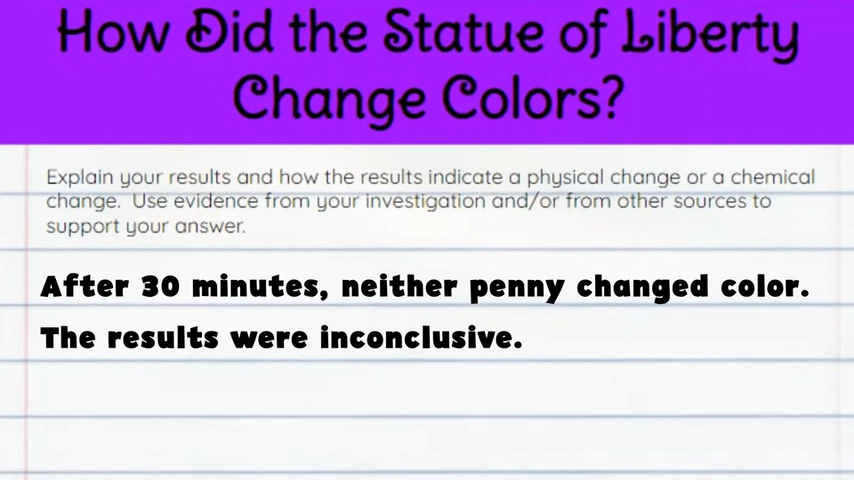 How Did the Statue of Liberty
Change Colors?
Explain your results and how the results indicate a physical change or a chemical
change. Use evidence from your investigation and/or from other sources to
support your answer.
After 30 minutes, neither penny changed color.
The results were inconclusive.